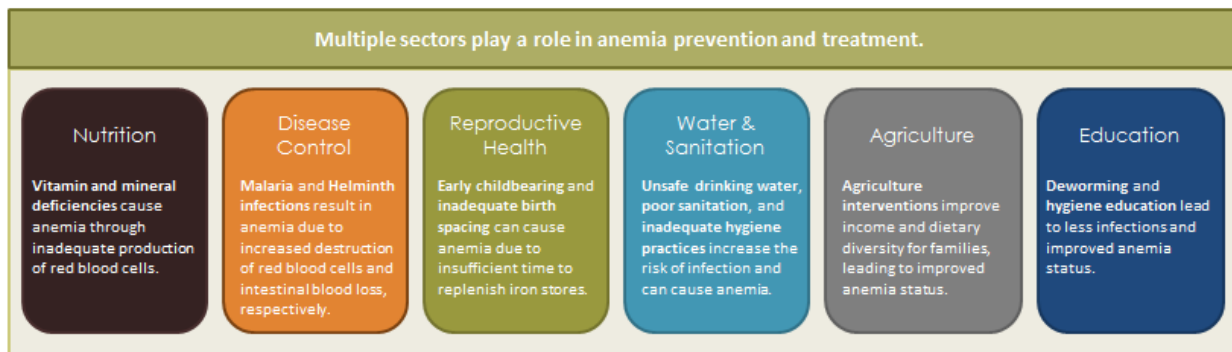 Multiple sectors play a role in anemia prevention and treatment.
Nutrition
Vitamin and mineral
deficiencies cause
anemia through
inadequate production
of red blood cells.
Disease
Control
Malaria and Helminth
infections result in
anemia due to
increased destruction
of red blood cells and
intestinal blood loss,
respectively.
Reproductive
Health
Early childbearing and
inadequate birth
spacing can cause
anemia due to
insufficient time to
replenish iron stores.
Water &
Sanitation
Unsafe drinking water,
poor sanitation, and
inadequate hygiene
practices increase the
risk of infection and
can cause anemia.
Agriculture
Agriculture
interventions improve
income and dietary
diversity for families,
leading to improved
anemia status.
Education
Deworming and
hygiene education lead
to less infections and
improved anemia
status.